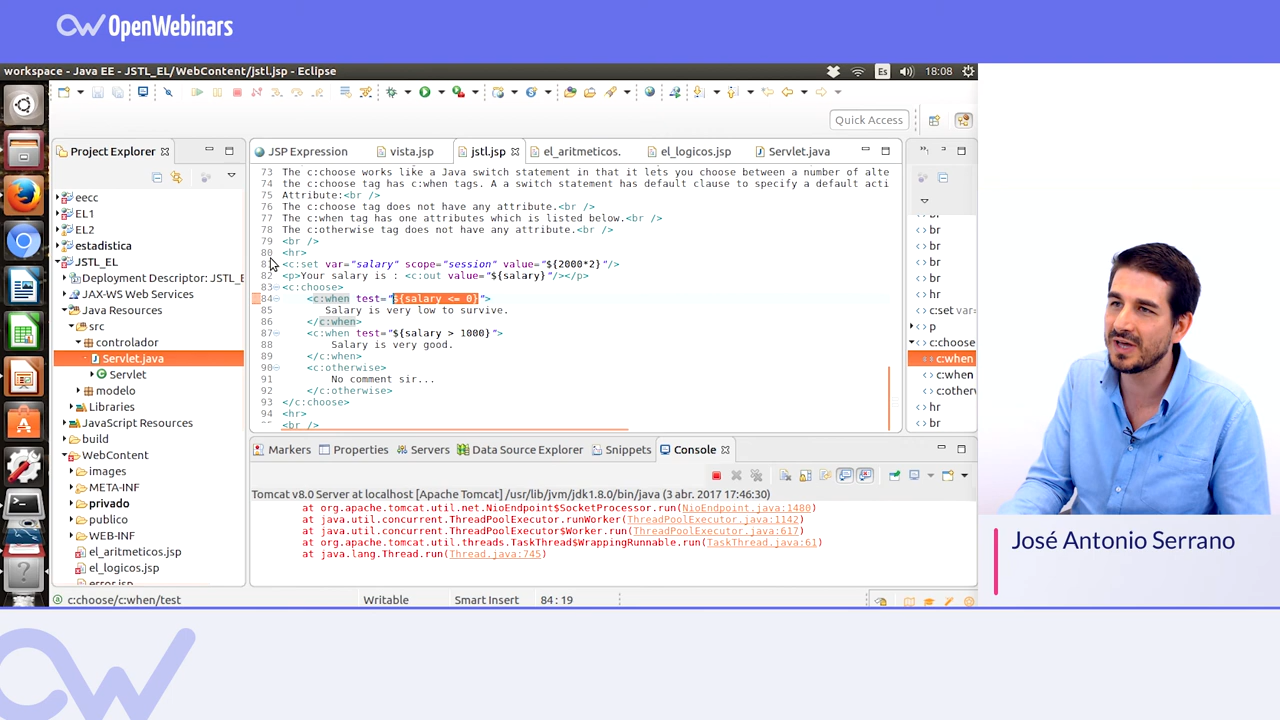 OpenWebinars
workspace - Java EE - JSTL_EL/WebContent/jstl.jsp - Eclipse
Es
18:08
Quick Access
Project Explorer
JSP Expression
vista.jsp
jstl.jsp
el_aritmeticos.
el_logicos.jsp
Servlet.java
eecc
EL1
EL2
estadistica
JSTL_EL
Deployment Descriptor: JSTL_E
JAX-WS Web Services
Java Resources
src
controlador
Servlet.java
Servlet
modelo
Libraries
JavaScript Resources
build
WebContent
images
META-INF
privado
publico
WEB-INF
el_aritmeticos.jsp
el_logicos.jsp
error.jsp
73 The c:choose works like a Java switch statement in that it lets you choose between a number of alte
74 the c:choose tag has c:when tags. A a switch statement has default clause to specify a default acti
75 Attribute:<br />
76 The c:choose tag does not have any attribute.<br />
77 The c:when tag has one attributes which is listed below.<br />
78 The c:otherwise tag does not have any attribute.<br />
79 <br />
80 <hr>
<c:set var="salary" scope="session" value="${2000*2}"/>
82 <p>Your salary is : <c:out value="${salary}"/></p>
83 <c:choose>
84 <c:when test="${salary <= 0}">
85 Salary is very low to survive.
86 </c:when>
87 <c:when test="${salary > 1000}">
88 Salary is very good.
89 </c:when>
90 <c:otherwise>
91 No comment sir...
92 </c:otherwise>
93 </c:choose>
94 <hr>
<br />
br
br
br
br
hr
p
c:choose
c:when
c:when
c:otherw
hr
br
Markers
Properties
Servers
Data Source Explorer
Snippets
Console
Tomcat v8.0 Server at localhost [Apache Tomcat] /usr/lib/jvm/jdk1.8.0/bin/java (3 abr. 2017 17:46:30)
at org.apache.tomcat.util.net.NioEndpoint$SocketProcessor.run(NioEndpoint.java:1480)
at java.util.concurrent.ThreadPoolExecutor.runWorker(ThreadPoolExecutor.java:1142)
at java.util.concurrent.ThreadPoolExecutor$Worker.run(ThreadPoolExecutor.java:617)
at org.apache.tomcat.util.threads.TaskThread$WrappingRunnable.run(TaskThread.java:61)
at java.lang.Thread.run(Thread.java:745)
c:choose/c:when/test
Writable
Smart Insert
84 : 19
José Antonio Serrano